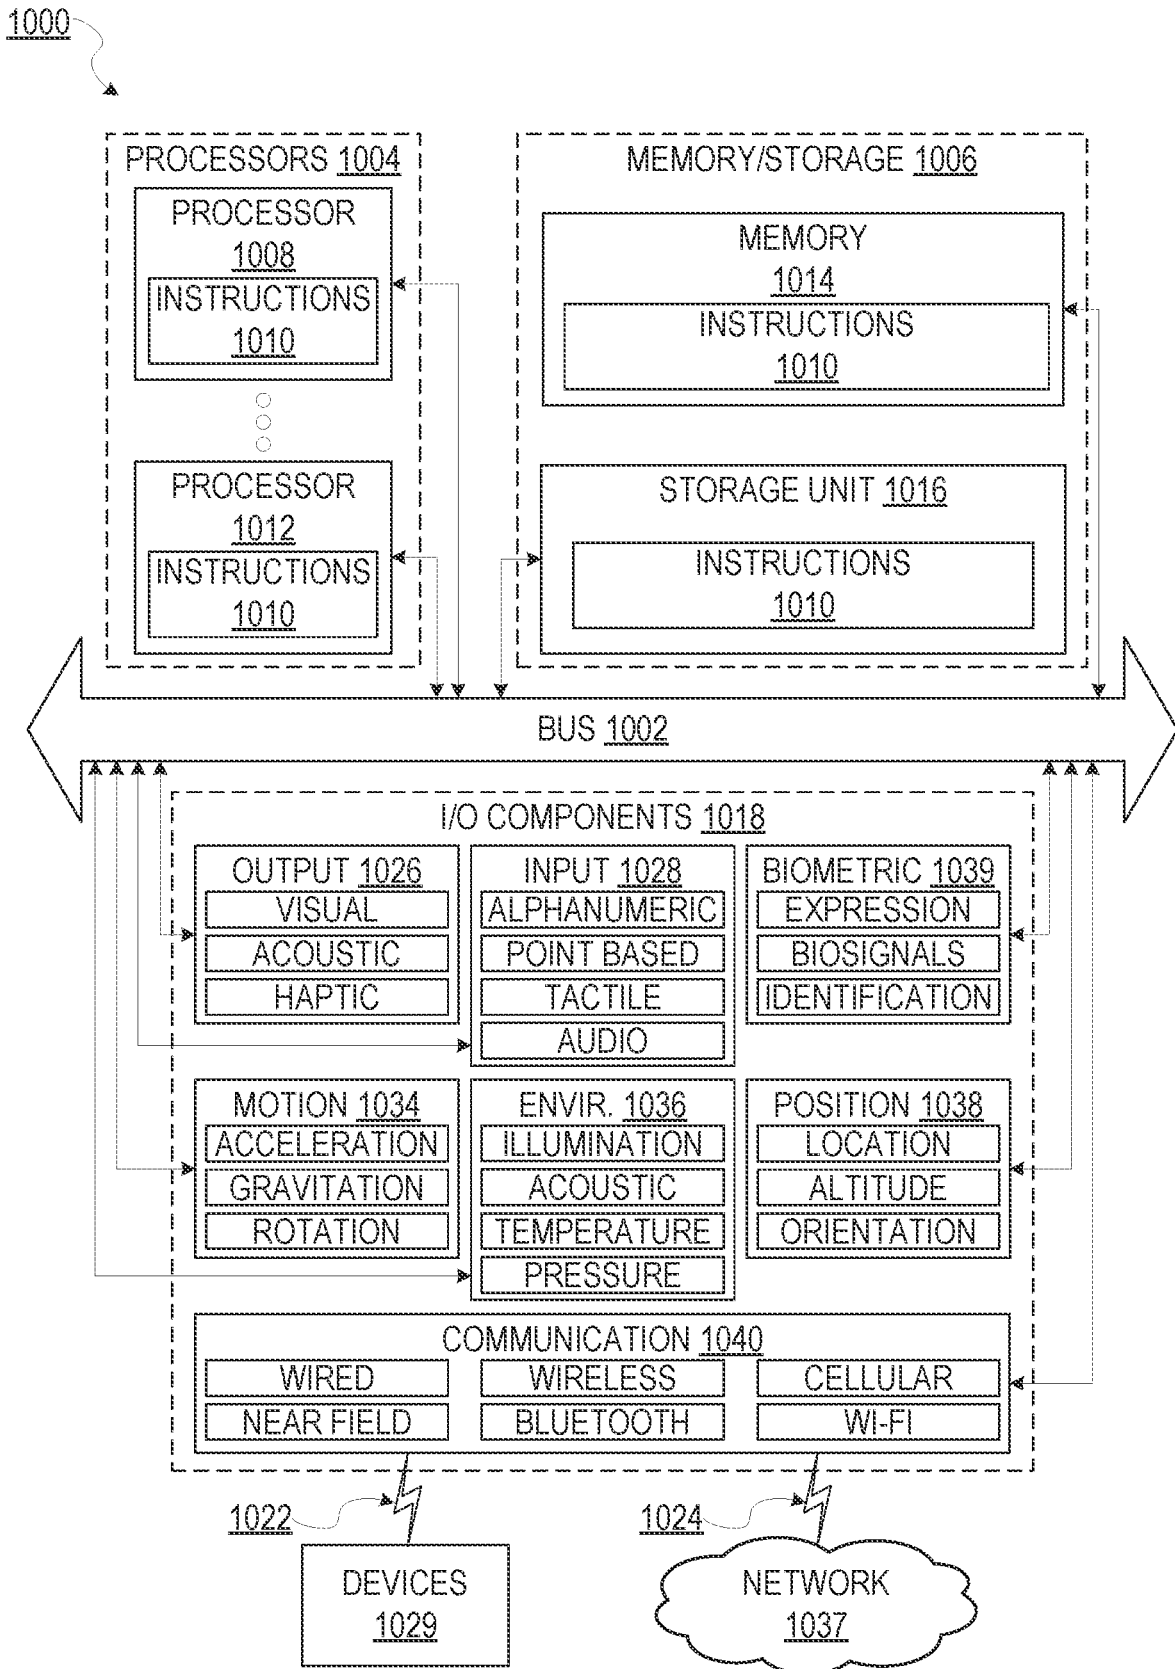 1000
PROCESSORS 1004
PROCESSOR
1008
INSTRUCTIONS
1010
PROCESSOR
1012
INSTRUCTIONS
1010
MEMORY/STORAGE 1006
MEMORY
1014
INSTRUCTIONS
1010
STORAGE UNIT 1016
INSTRUCTIONS
1010
BUS 1002
I/O COMPONENTS 1018
OUTPUT 1026
VISUAL
ACOUSTIC
HAPTIC
INPUT 1028
ALPHANUMERIC
POINT BASED
TACTILE
AUDIO
BIOMETRIC 1039
EXPRESSION
BIOSIGNALS
IDENTIFICATION
MOTION 1034
ACCELERATION
GRAVITATION
ROTATION
ENVIR. 1036
ILLUMINATION
ACOUSTIC
TEMPERATURE
PRESSURE
POSITION 1038
LOCATION
ALTITUDE
ORIENTATION
COMMUNICATION 1040
WIRED
WIRELESS
CELLULAR
NEAR FIELD
BLUETOOTH
WI-FI
1022
1024
DEVICES
1029
NETWORK
1037